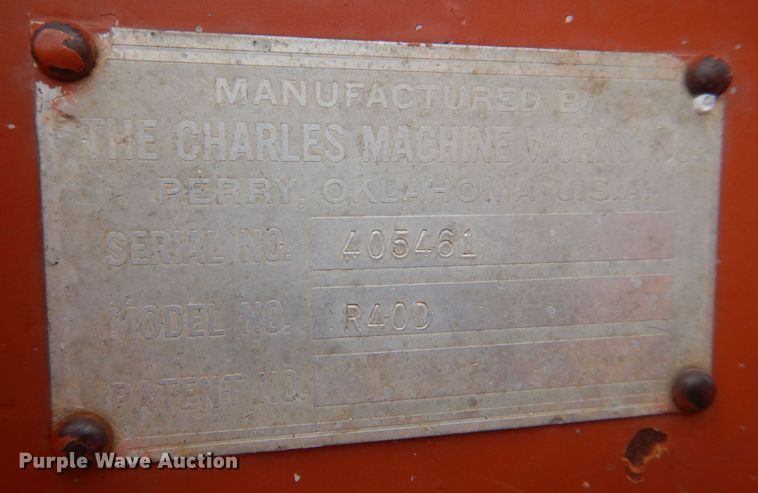 MANUFACTURED BY
THE CHARLES MACHINE WORKS INC.
PERRY, OKLAHOMA U.S.A.
SERIAL NO. 405461
MODEL NO. R40D
PATENT NO.
Purple Wave Auction